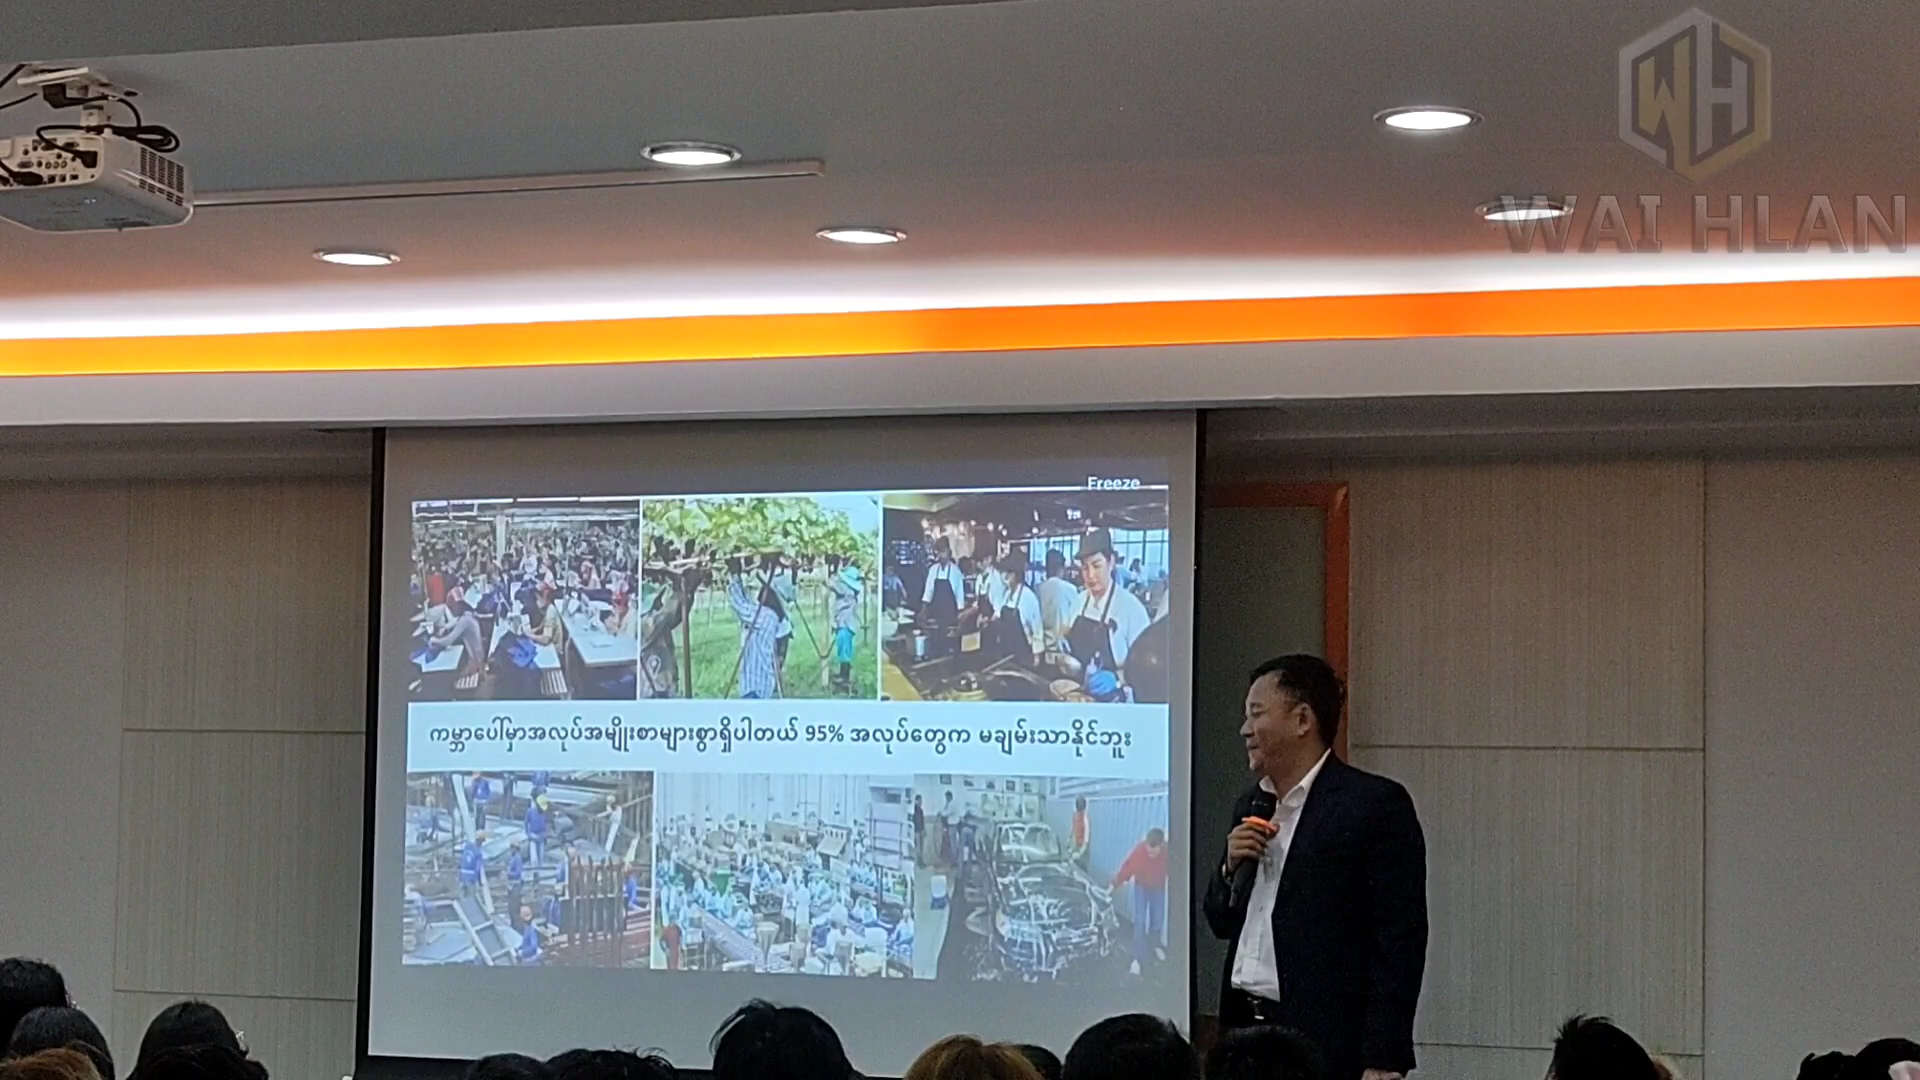 WH
WAI HLAN
Freeze
ကမ္ဘာပေါ်မှာအလုပ်အမျိုးစာများစွာရှိပါတယ် 95% အလုပ်တွေက မချမ်းသာနိုင်ဘူး